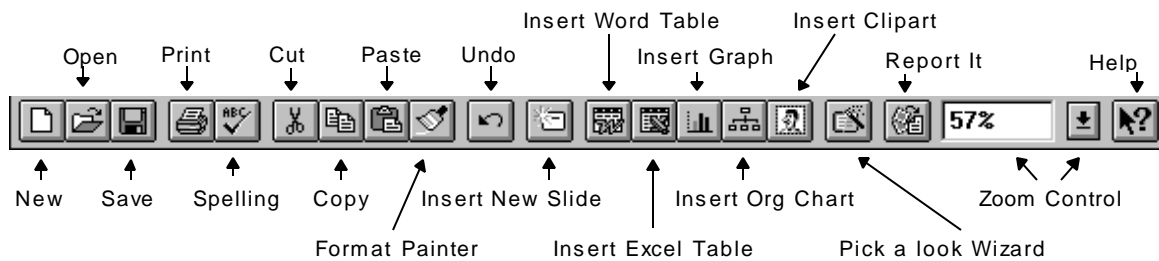 Insert Word Table Insert Clipart
Open Print Cut Paste Undo Insert Graph Report It Help
ABC 57% ?
New Save Spelling Copy Insert New Slide Insert Org Chart Zoom Control
Format Painter Insert Excel Table Pick a look Wizard